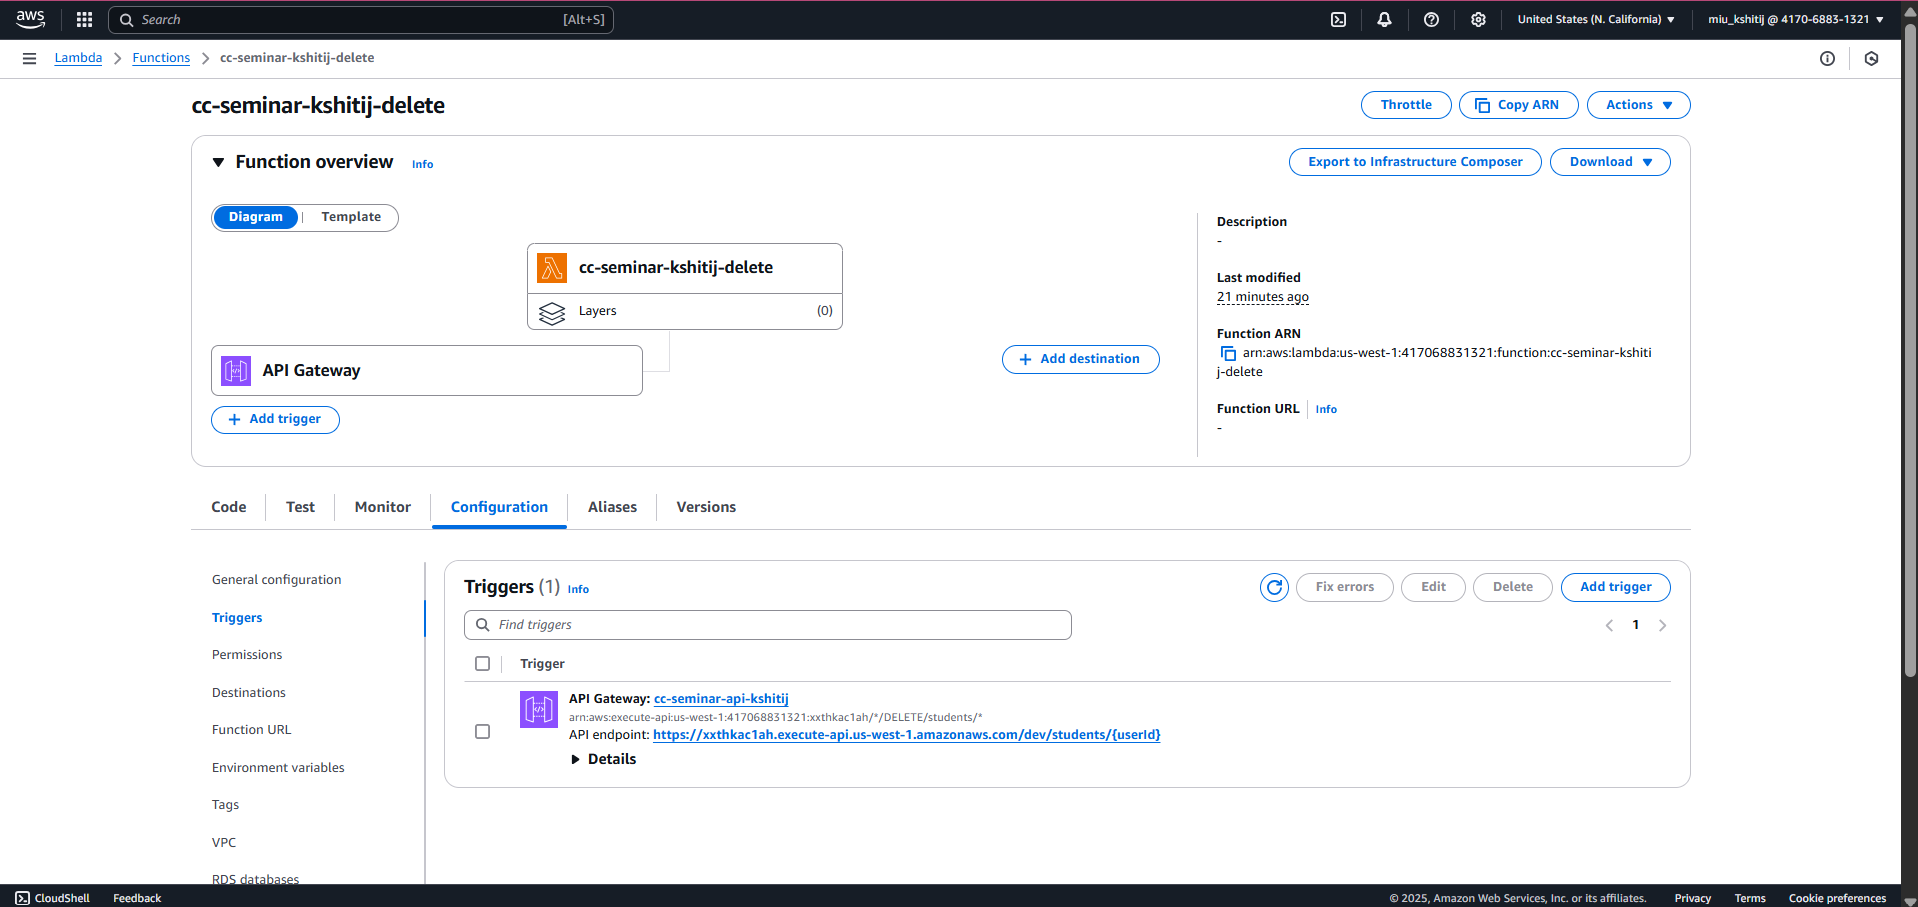 aws
Search [Alt+S]
United States (N. California)
miu_kshitij @ 4170-6883-1321
Lambda
Functions
cc-seminar-kshitij-delete
cc-seminar-kshitij-delete
Throttle
Copy ARN
Actions
Function overview Info
Export to Infrastructure Composer
Download
Diagram
Template
cc-seminar-kshitij-delete
Layers (0)
API Gateway
Add trigger
Add destination
Description
-
Last modified
21 minutes ago
Function ARN
arn:aws:lambda:us-west-1:417068831321:function:cc-seminar-kshiti
j-delete
Function URL Info
-
Code
Test
Monitor
Configuration
Aliases
Versions
General configuration
Triggers
Permissions
Destinations
Function URL
Environment variables
Tags
VPC
RDS databases
Triggers (1) Info
Fix errors
Edit
Delete
Add trigger
Find triggers
1
Trigger
API Gateway: cc-seminar-api-kshitij
arn:aws:execute-api:us-west-1:417068831321:xxthkac1ah/*/DELETE/students/*
API endpoint: https://xxthkac1ah.execute-api.us-west-1.amazonaws.com/dev/students/{userId}
Details
CloudShell
Feedback
© 2025, Amazon Web Services, Inc. or its affiliates.
Privacy
Terms
Cookie preferences